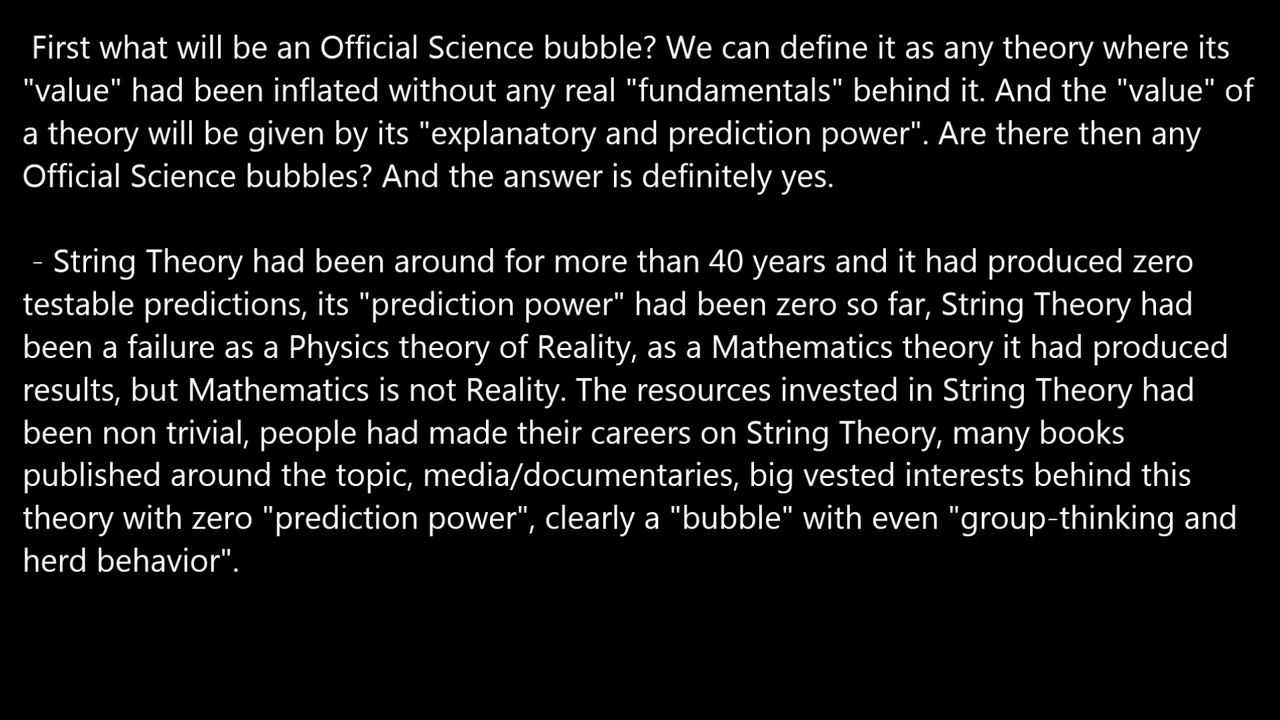 First what will be an Official Science bubble? We can define it as any theory where its
"value" had been inflated without any real "fundamentals" behind it. And the "value" of
a theory will be given by its "explanatory and prediction power". Are there then any
Official Science bubbles? And the answer is definitely yes.
- String Theory had been around for more than 40 years and it had produced zero
testable predictions, its "prediction power" had been zero so far, String Theory had
been a failure as a Physics theory of Reality, as a Mathematics theory it had produced
results, but Mathematics is not Reality. The resources invested in String Theory had
been non trivial, people had made their careers on String Theory, many books
published around the topic, media/documentaries, big vested interests behind this
theory with zero "prediction power", clearly a "bubble" with even "group-thinking and
herd behavior".